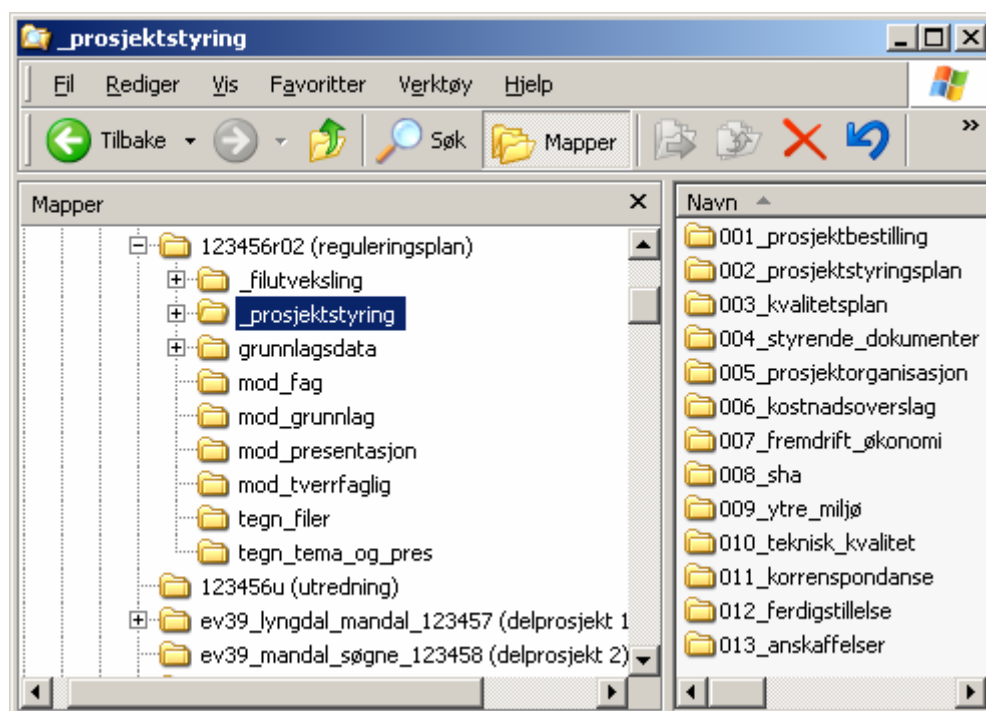 _prosjektstyring
Fil Rediger Vis Favoritter Verktøy Hjelp
Tilbake Søk Mapper »
Mapper
123456r02 (reguleringsplan)
_filutveksling
_prosjektstyring
grunnlagsdata
mod_fag
mod_grunnlag
mod_presentasjon
mod_tverrfaglig
tegn_filer
tegn_tema_og_pres
123456u (utredning)
ev39_lyngdal_mandal_123457 (delprosjekt 1
ev39_mandal_søgne_123458 (delprosjekt 2)
Navn
001_prosjektbestilling
002_prosjektstyringsplan
003_kvalitetsplan
004_styrende_dokumenter
005_prosjektorganisasjon
006_kostnadsoverslag
007_fremdrift_økonomi
008_sha
009_ytre_miljø
010_teknisk_kvalitet
011_korrenspondanse
012_ferdigstillelse
013_anskaffelser